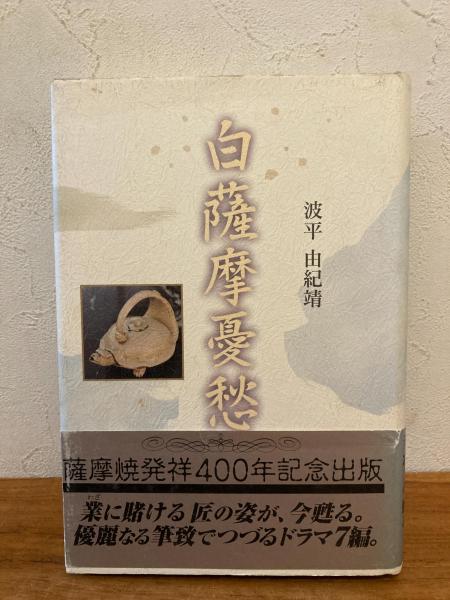 白薩摩憂愁
波平 由紀靖
薩摩焼発祥400年記念出版
わざ
業に賭ける匠の姿が、今甦る。
優麗なる筆致でつづるドラマ7編。